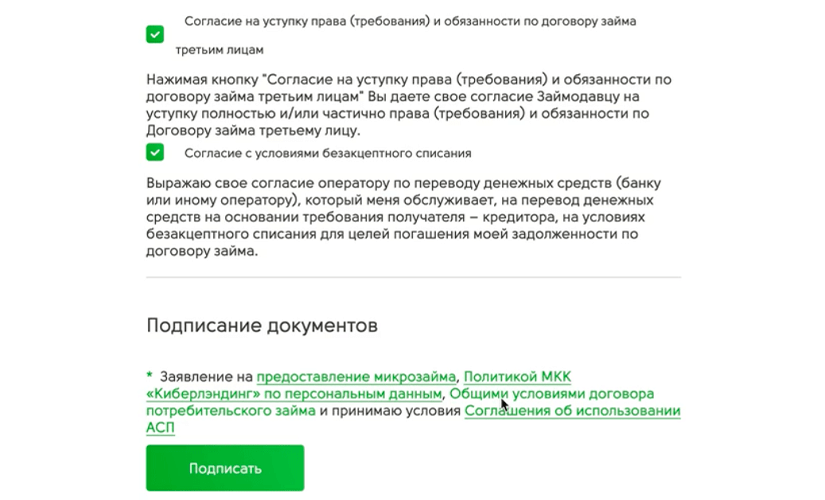 Согласие на уступку права (требования) и обязанности по договору займа
третьим лицам
Нажимая кнопку "Согласие на уступку права (требования) и обязанности по
договору займа третьим лицам" Вы даете свое согласие Займодавцу на
уступку полностью и/или частично права (требования) и обязанности по
Договору займа третьему лицу.
Согласие с условиями безакцептного списания
Выражаю свое согласие оператору по переводу денежных средств (банку
или иному оператору), который меня обслуживает, на перевод денежных
средств на основании требования получателя – кредитора, на условиях
безакцептного списания для целей погашения моей задолженности по
договору займа.
Подписание документов
* Заявление на предоставление микрозайма, Политикой МКК
«Киберлэндинг» по персональным данным, Общими условиями договора
потребительского займа и принимаю условия Соглашения об использовании
АСП
Подписать